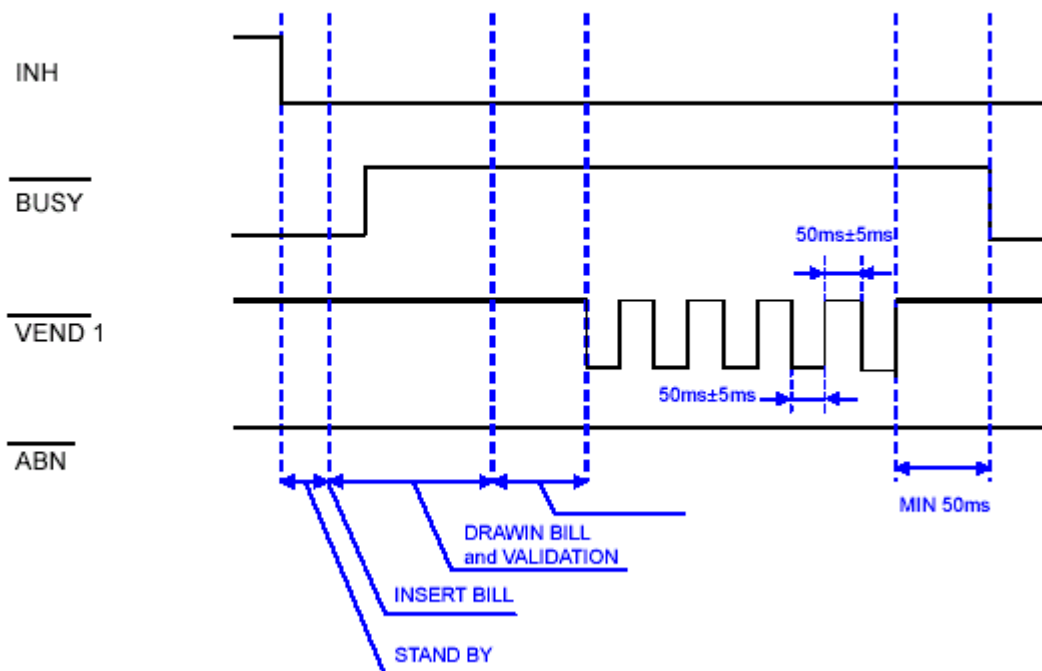 INH
BUSY
50ms±5ms
VEND 1
50ms±5ms
ABN
MIN 50ms
DRAWIN BILL
and VALIDATION
INSERT BILL
STAND BY